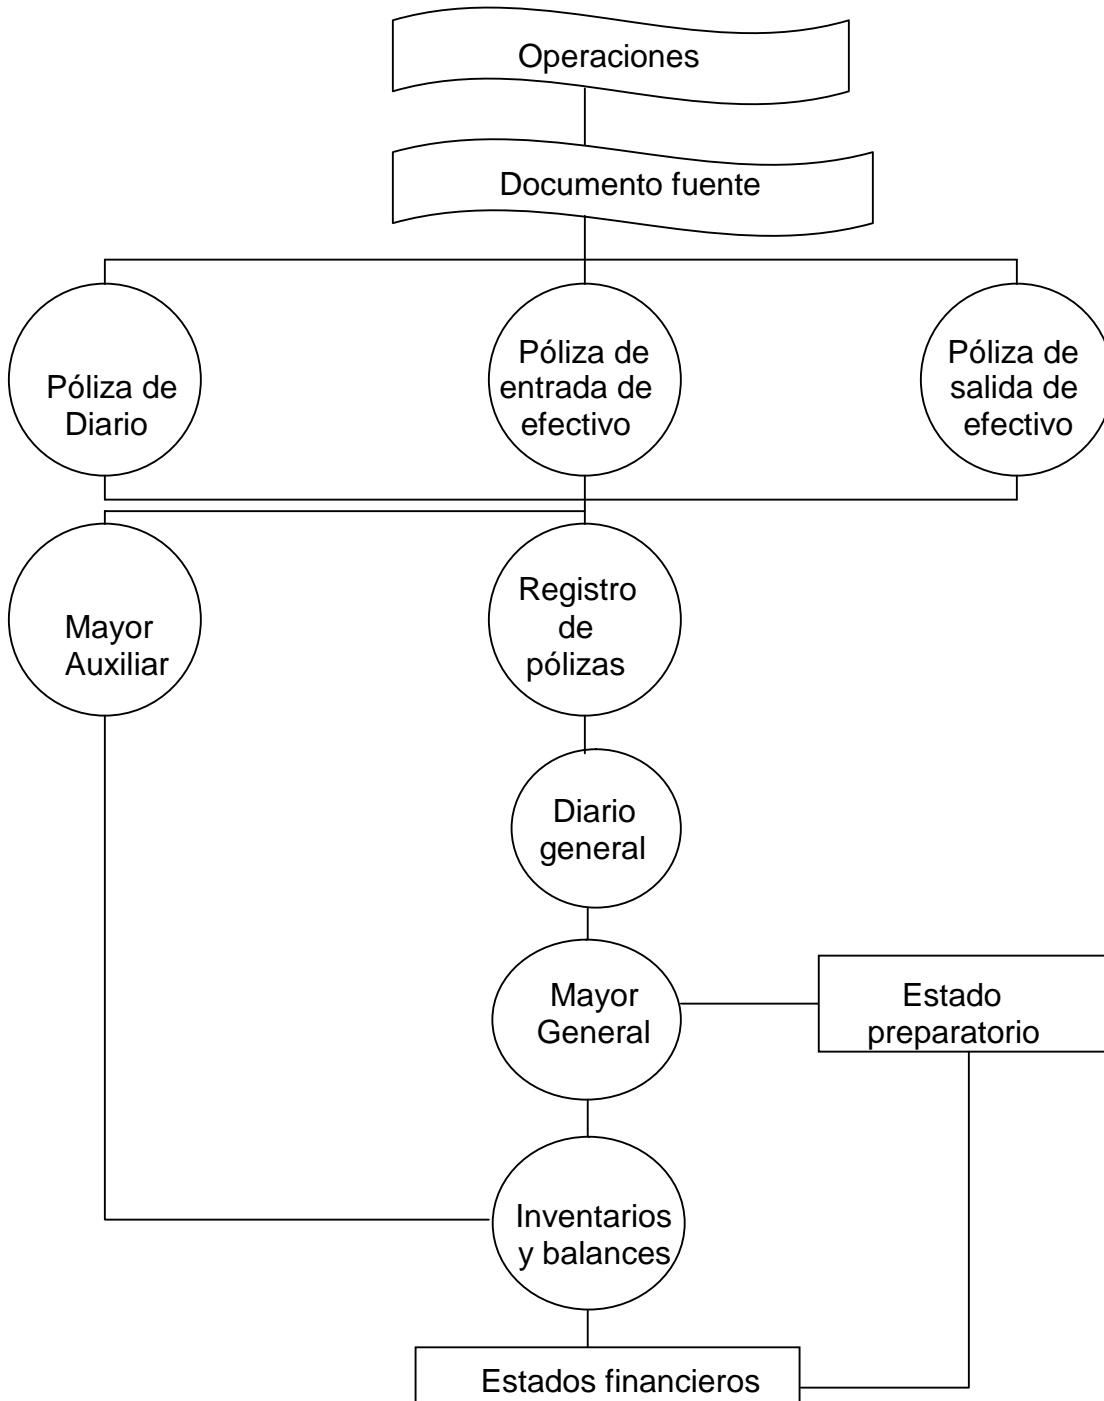 Operaciones
Documento fuente
Póliza de
Diario
Póliza de
entrada de
efectivo
Póliza de
salida de
efectivo
Mayor
Auxiliar
Registro
de
pólizas
Diario
general
Mayor
General
Estado
preparatorio
Inventarios
y balances
Estados financieros